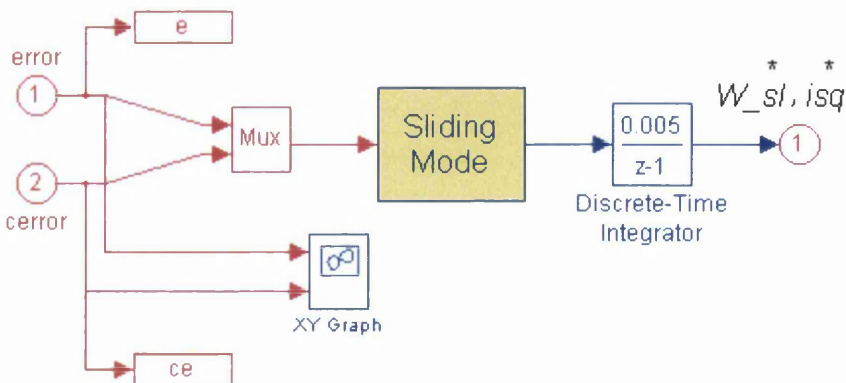 e
error
1
Mux
Sliding
Mode
0.005
z-1
Discrete-Time
Integrator
* *
W_sl, isq
1
2
cerror
XY Graph
ce